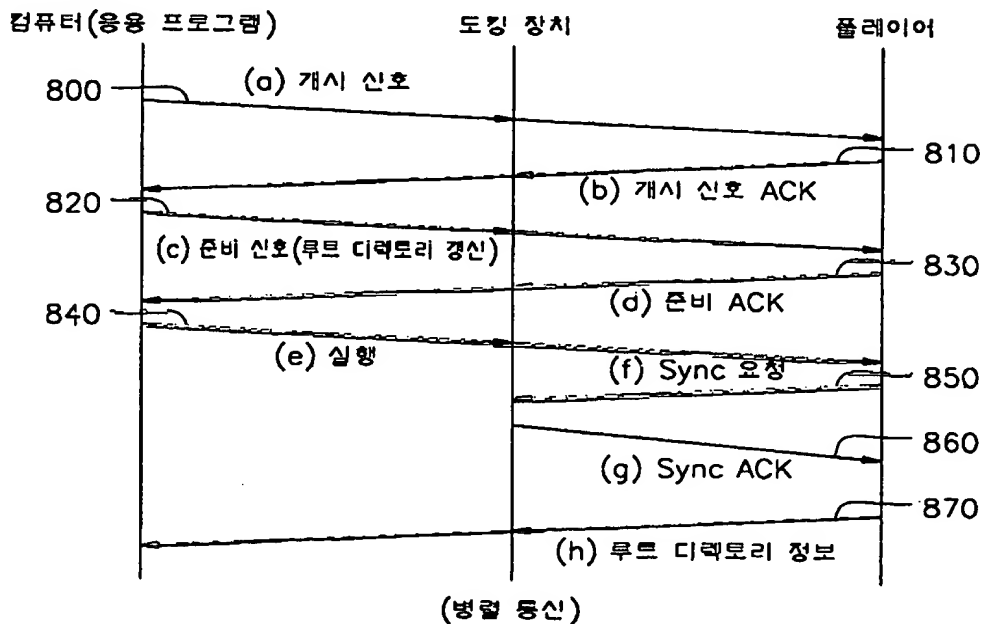 컴퓨터(응용 프로그램)
도킹 장치
플레이어
800
(a) 개시 신호
810
(b) 개시 신호 ACK
820
(c) 준비 신호(루트 디렉토리 갱신)
830
(d) 준비 ACK
840
(e) 실행
(f) Sync 요청
850
860
(g) Sync ACK
870
(h) 루트 디렉토리 정보
(병렬 통신)